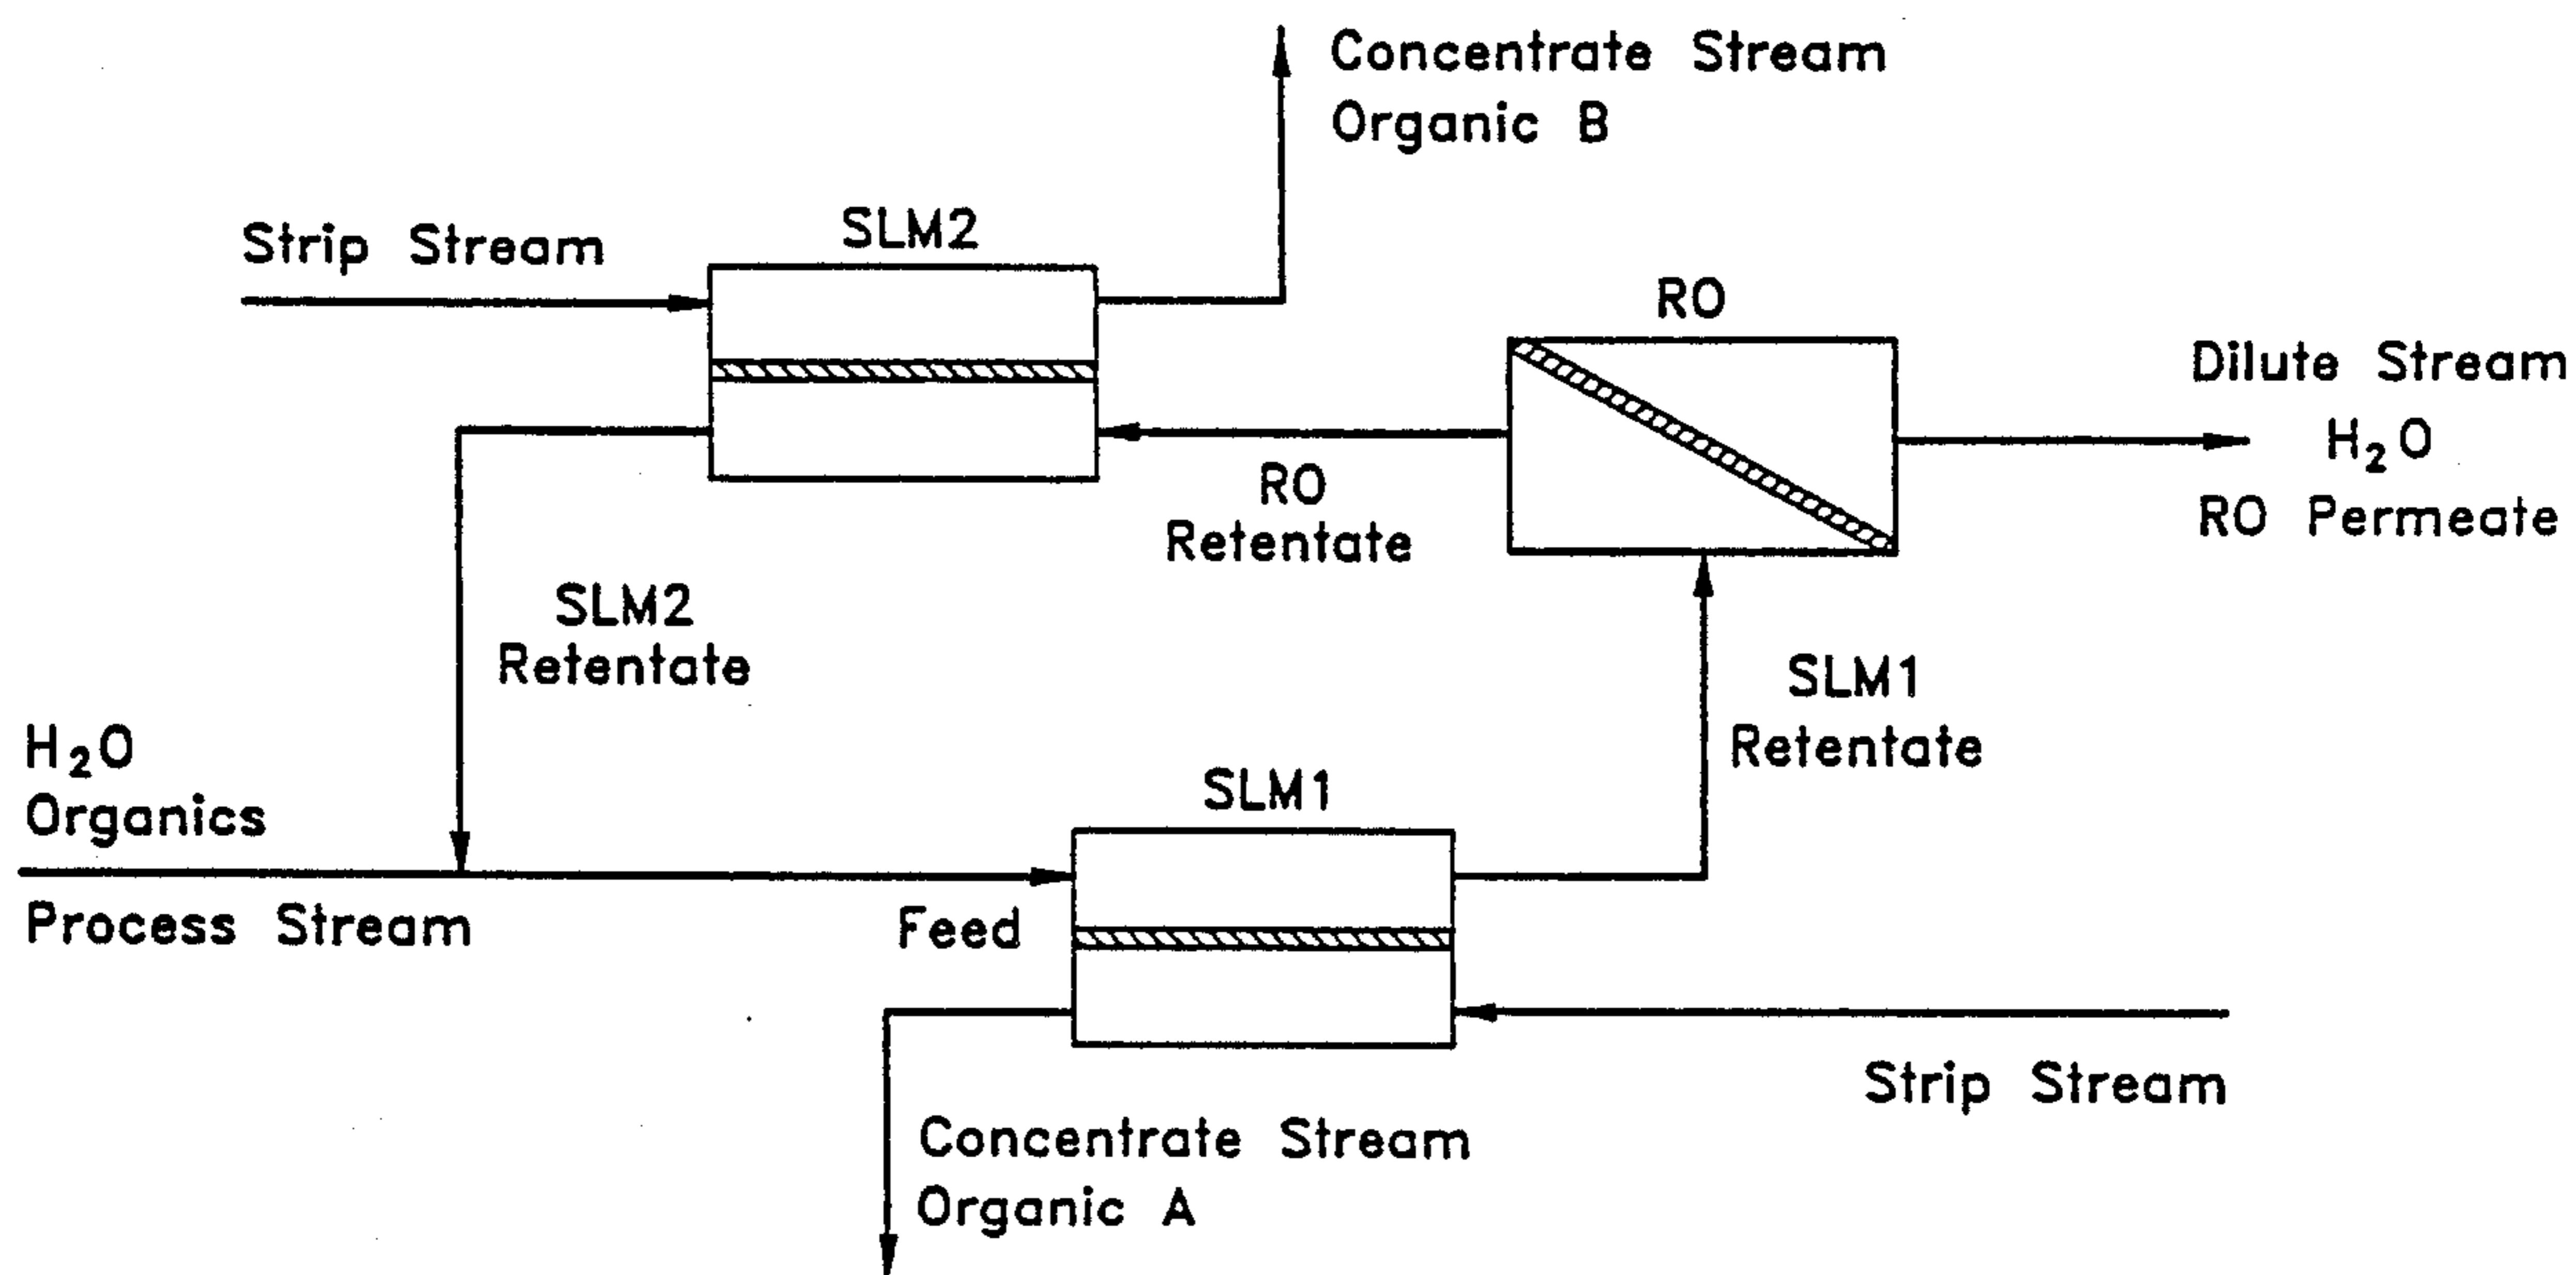 Concentrate Stream
Organic B
Strip Stream
SLM2
RO
Dilute Stream
H₂O
RO Permeate
RO
Retentate
SLM2
Retentate
SLM1
Retentate
H₂O
Organics
Process Stream
SLM1
Feed
Strip Stream
Concentrate Stream
Organic A